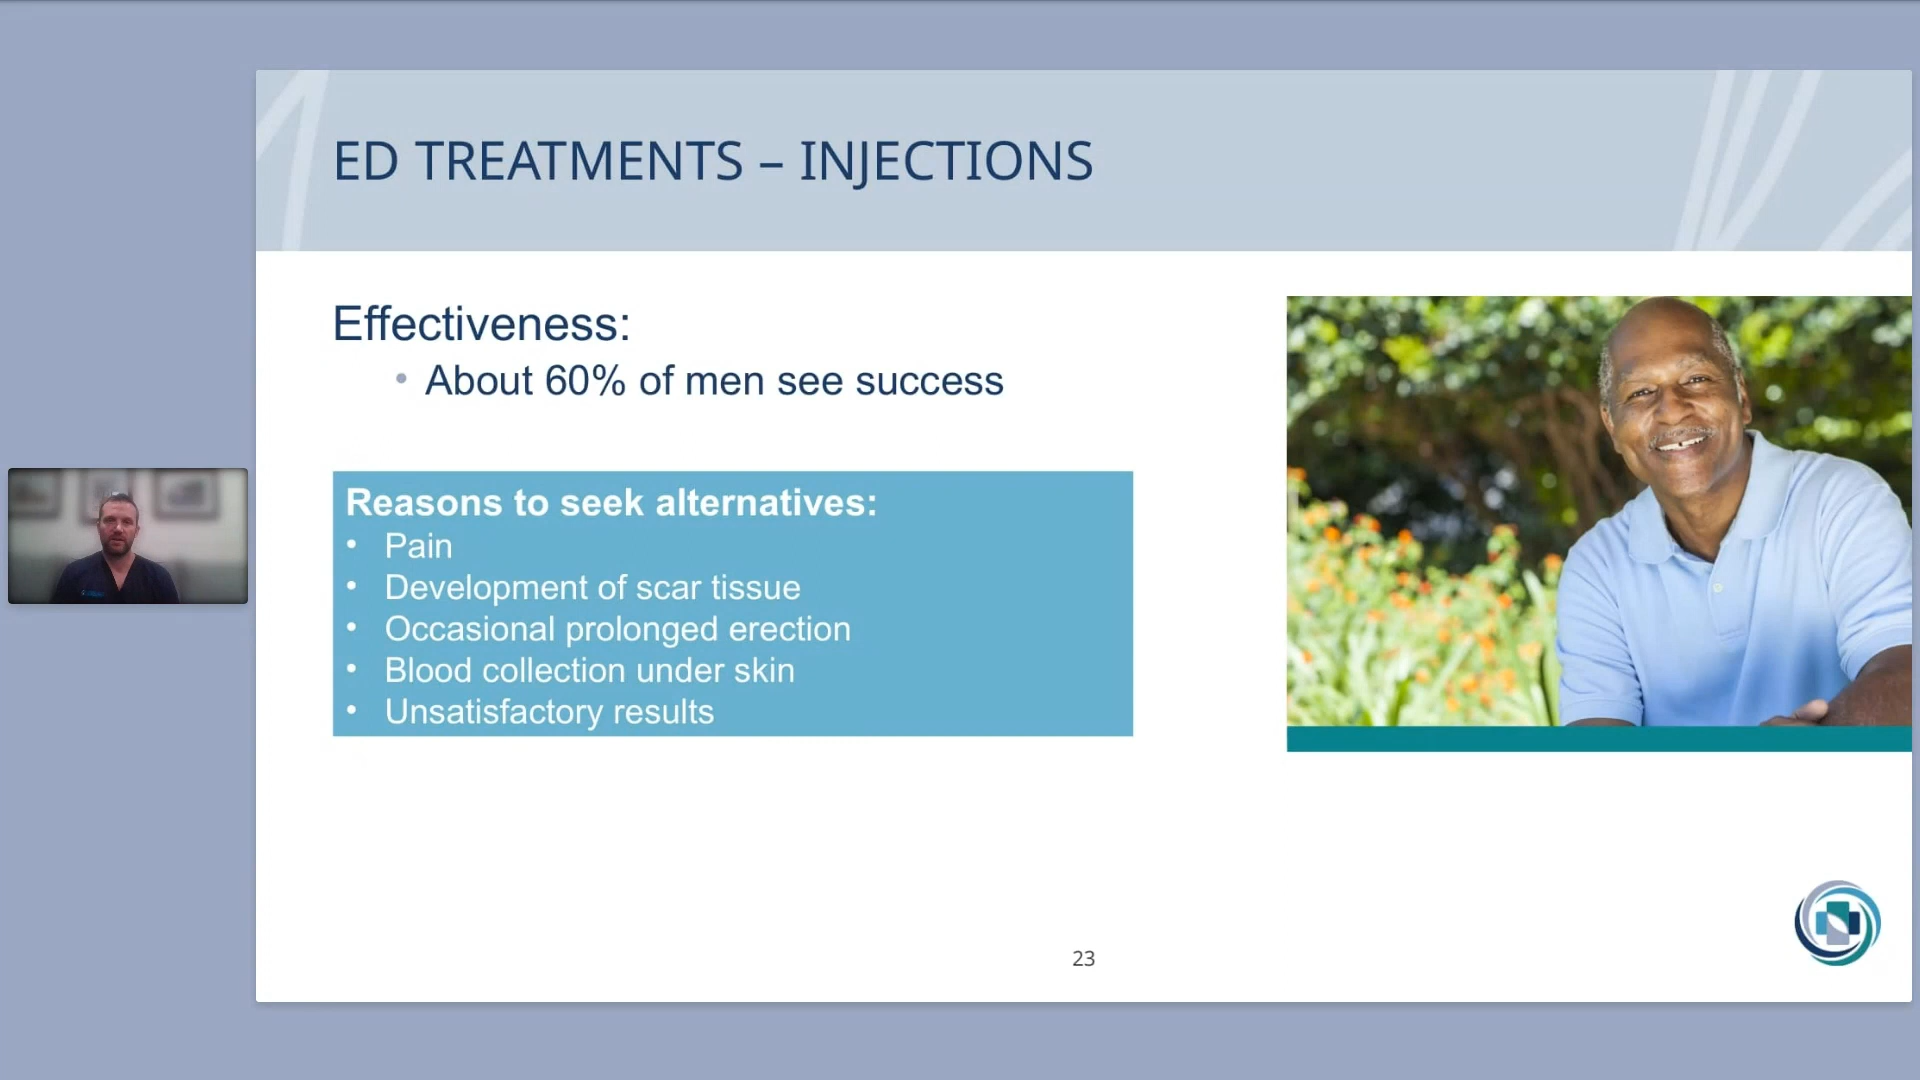 ED TREATMENTS – INJECTIONS
Effectiveness:
• About 60% of men see success
Reasons to seek alternatives:
• Pain
• Development of scar tissue
• Occasional prolonged erection
• Blood collection under skin
• Unsatisfactory results
23